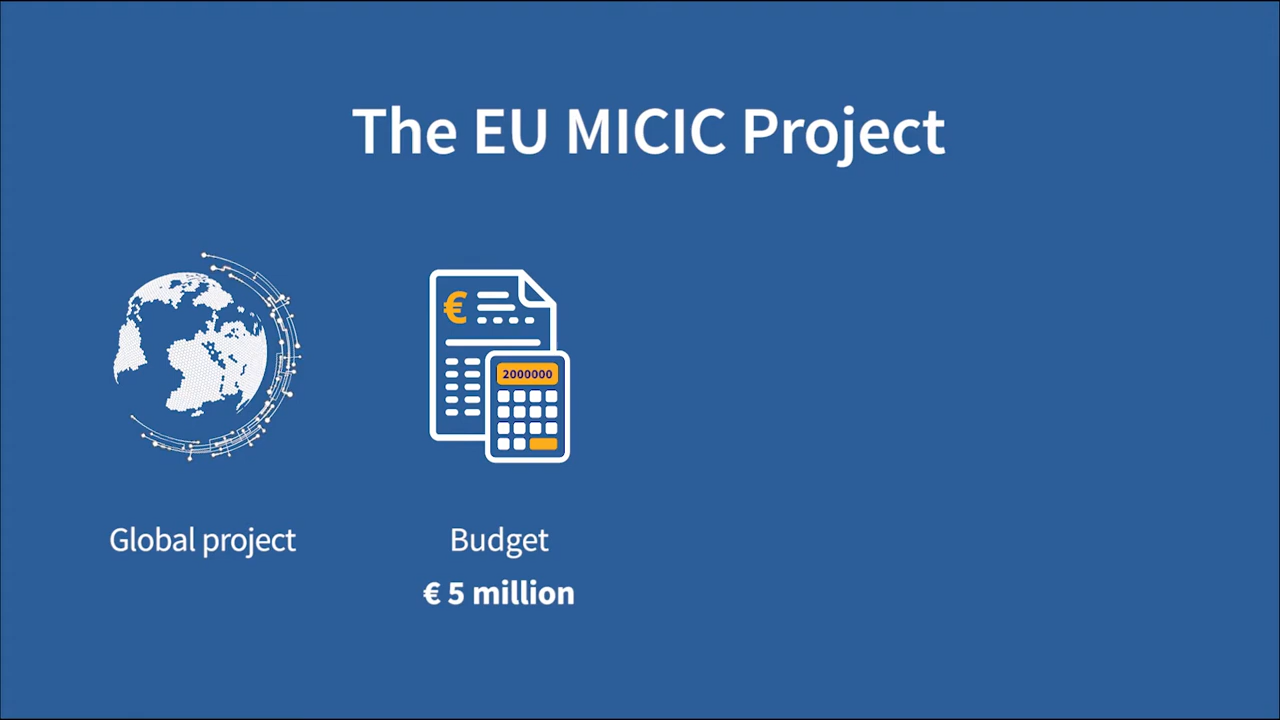 The EU MICIC Project
€
2000000
Global project
Budget
€ 5 million